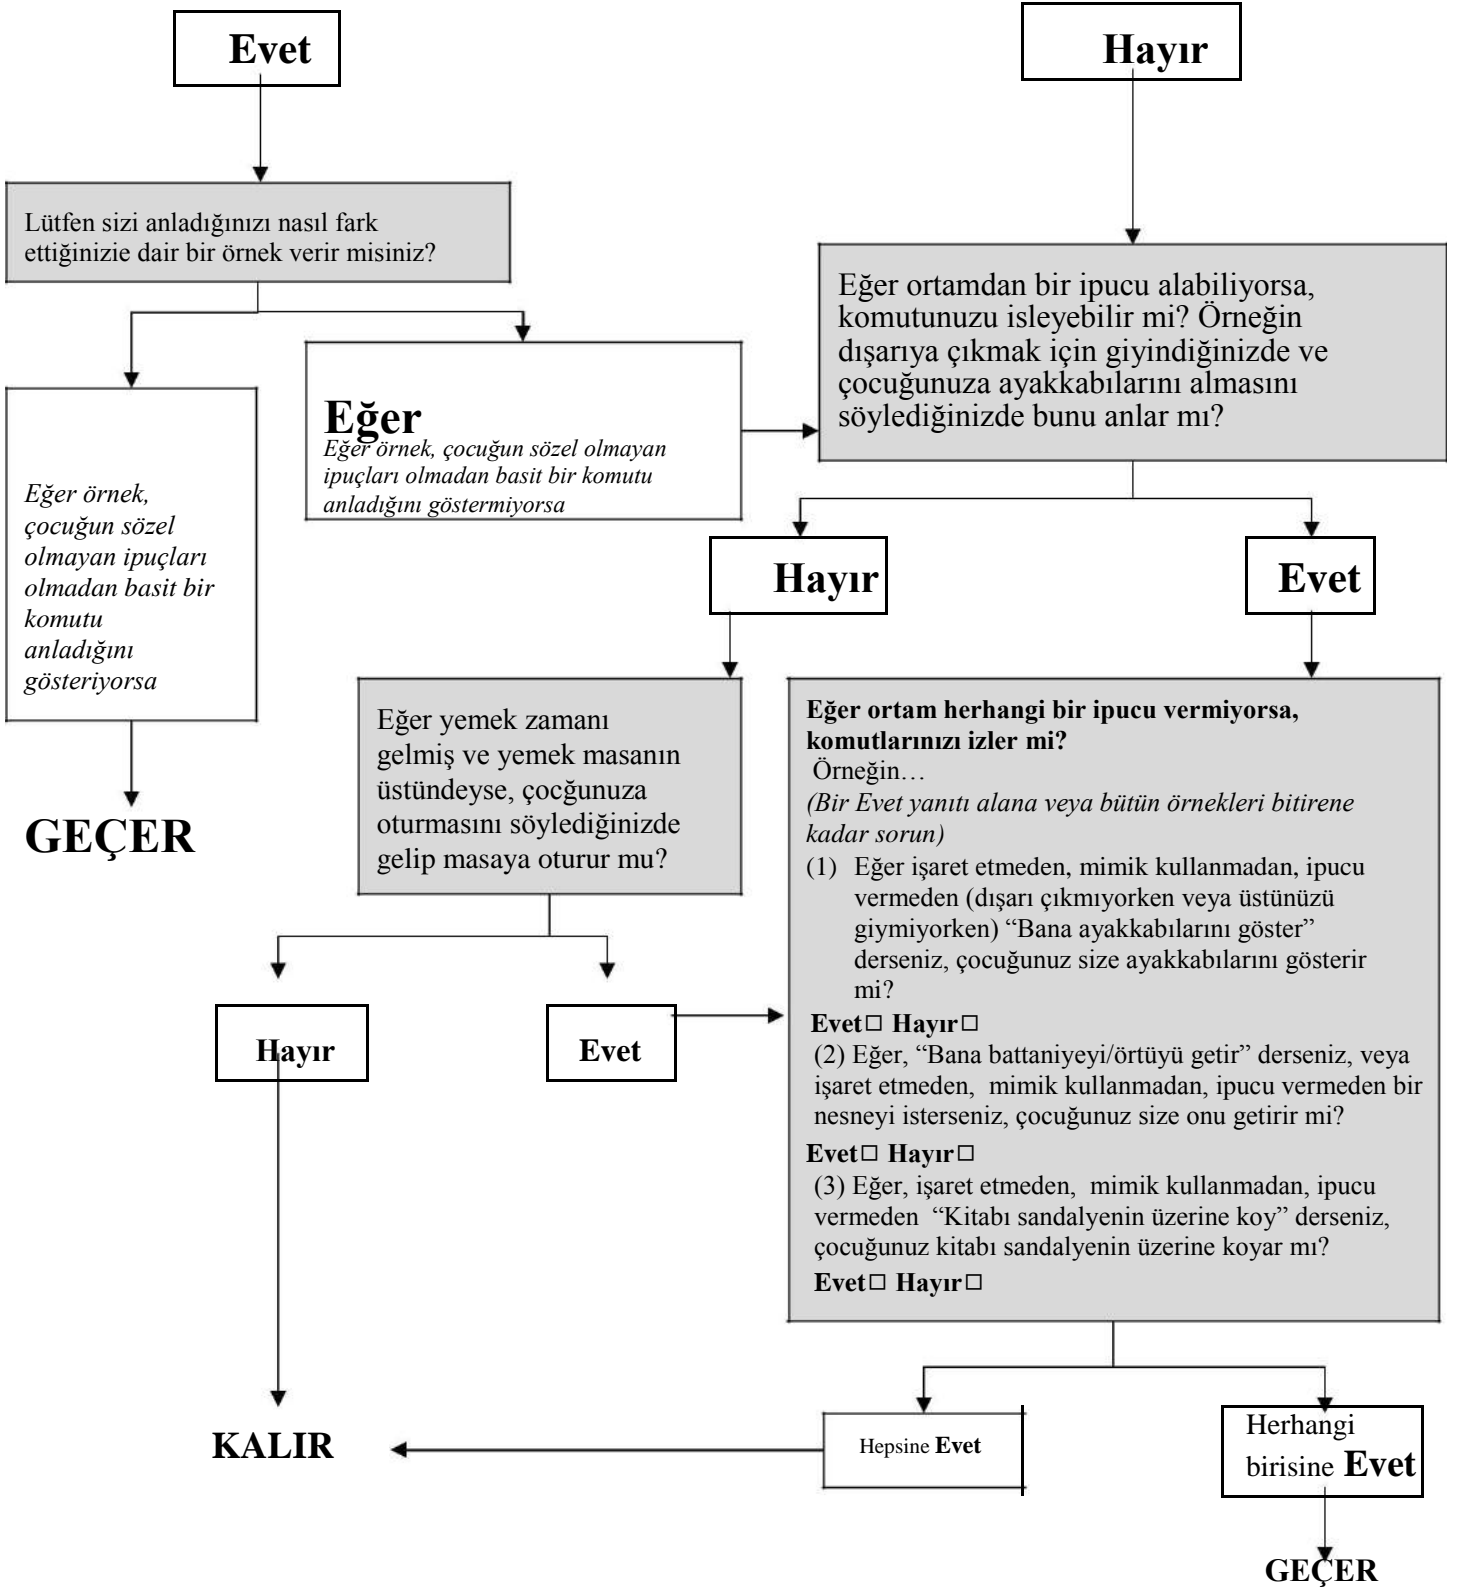 Evet
Hayır
Lütfen sizi anladığınızı nasıl fark
ettiğinizie dair bir örnek verir misiniz?
Eğer ortamdan bir ipucu alabiliyorsa,
komutunuzu isleyebilir mi? Örneğin
dışarıya çıkmak için giyindiğinizde ve
çocuğunuza ayakkabılarını almasını
söylediğinizde bunu anlar mı?
Eğer
Eğer örnek, çocuğun sözel olmayan
ipuçları olmadan basit bir komutu
anladığını göstermiyorsa
Eğer örnek,
çocuğun sözel
olmayan ipuçları
olmadan basit bir
komutu
anladığını
gösteriyorsa
Hayır
Evet
GEÇER
Eğer yemek zamanı
gelmiş ve yemek masanın
üstündeyse, çocğunuza
oturmasını söylediğinizde
gelip masaya oturur mu?
Eğer ortam herhangi bir ipucu vermiyorsa,
komutlarınızı izler mi?
Örneğin…
(Bir Evet yanıtı alana veya bütün örnekleri bitirene
kadar sorun)
(1) Eğer işaret etmeden, mimik kullanmadan, ipucu
vermeden (dışarı çıkmıyorken veya üstünüzü
giymiyorken) “Bana ayakkabılarını göster”
derseniz, çocuğunuz size ayakkabılarını gösterir
mi?
Evet□ Hayır□
(2) Eğer, “Bana battaniyeyi/örtüyü getir” derseniz, veya
işaret etmeden, mimik kullanmadan, ipucu vermeden bir
nesneyi isterseniz, çocuğunuz size onu getirir mi?
Evet□ Hayır□
(3) Eğer, işaret etmeden, mimik kullanmadan, ipucu
vermeden “Kitabı sandalyenin üzerine koy” derseniz,
çocuğunuz kitabı sandalyenin üzerine koyar mı?
Evet□ Hayır□
Hayır
Evet
KALIR
Hepsine Evet
Herhangi
birisine Evet
GEÇER